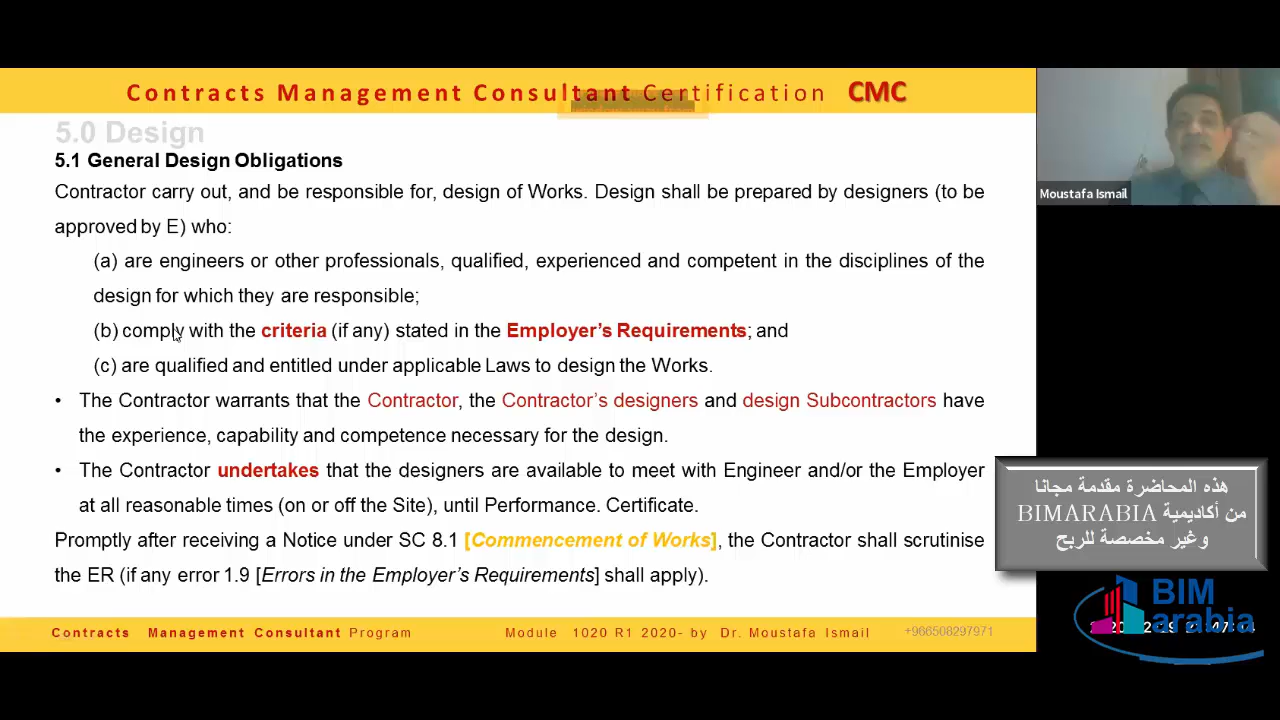 Contracts Management Consultant Certification CMC
5.0 Design
5.1 General Design Obligations
Contractor carry out, and be responsible for, design of Works. Design shall be prepared by designers (to be
approved by E) who:
(a) are engineers or other professionals, qualified, experienced and competent in the disciplines of the
design for which they are responsible;
(b) comply with the criteria (if any) stated in the Employer's Requirements; and
(c) are qualified and entitled under applicable Laws to design the Works.
• The Contractor warrants that the Contractor, the Contractor's designers and design Subcontractors have
the experience, capability and competence necessary for the design.
• The Contractor undertakes that the designers are available to meet with Engineer and/or the Employer
at all reasonable times (on or off the Site), until Performance. Certificate.
Promptly after receiving a Notice under SC 8.1 [Commencement of Works], the Contractor shall scrutinise
the ER (if any error 1.9 [Errors in the Employer's Requirements] shall apply).
Contracts Management Consultant Program
Module 1020 R1 2020- by Dr. Moustafa Ismail
+966508297971
Moustafa Ismail
هذه المحاضرة مقدمة مجانا
من أكاديمية BIMARABIA
وغير مخصصة للربح
BIM
arabia